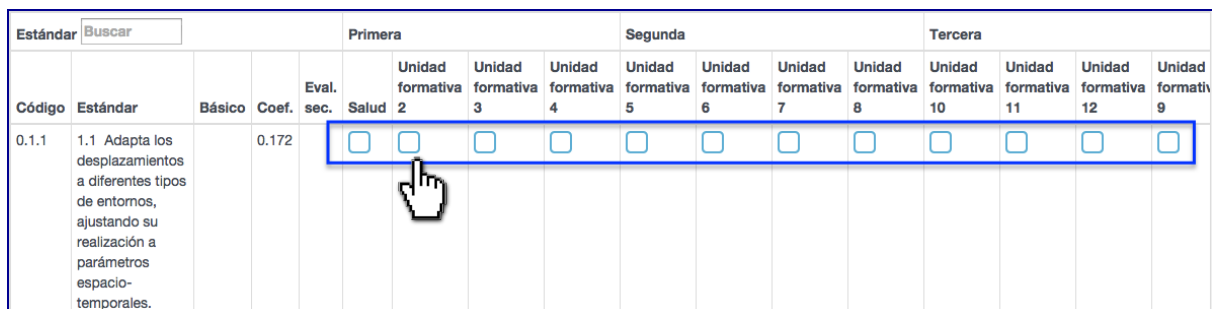 Estándar Buscar Primera Segunda Tercera
Unidad Unidad Unidad Unidad Unidad Unidad Unidad Unidad Unidad Unidad Unidad
Eval. formativa formativa formativa formativa formativa formativa formativa formativa formativa formativa
Código Estándar Básico Coef. sec. Salud 2 3 4 5 6 7 8 10 11 12 9
0.1.1 1.1 Adapta los 0.172
desplazamientos
a diferentes tipos
de entornos,
ajustando su
realización a
parámetros
espacio-
temporales.